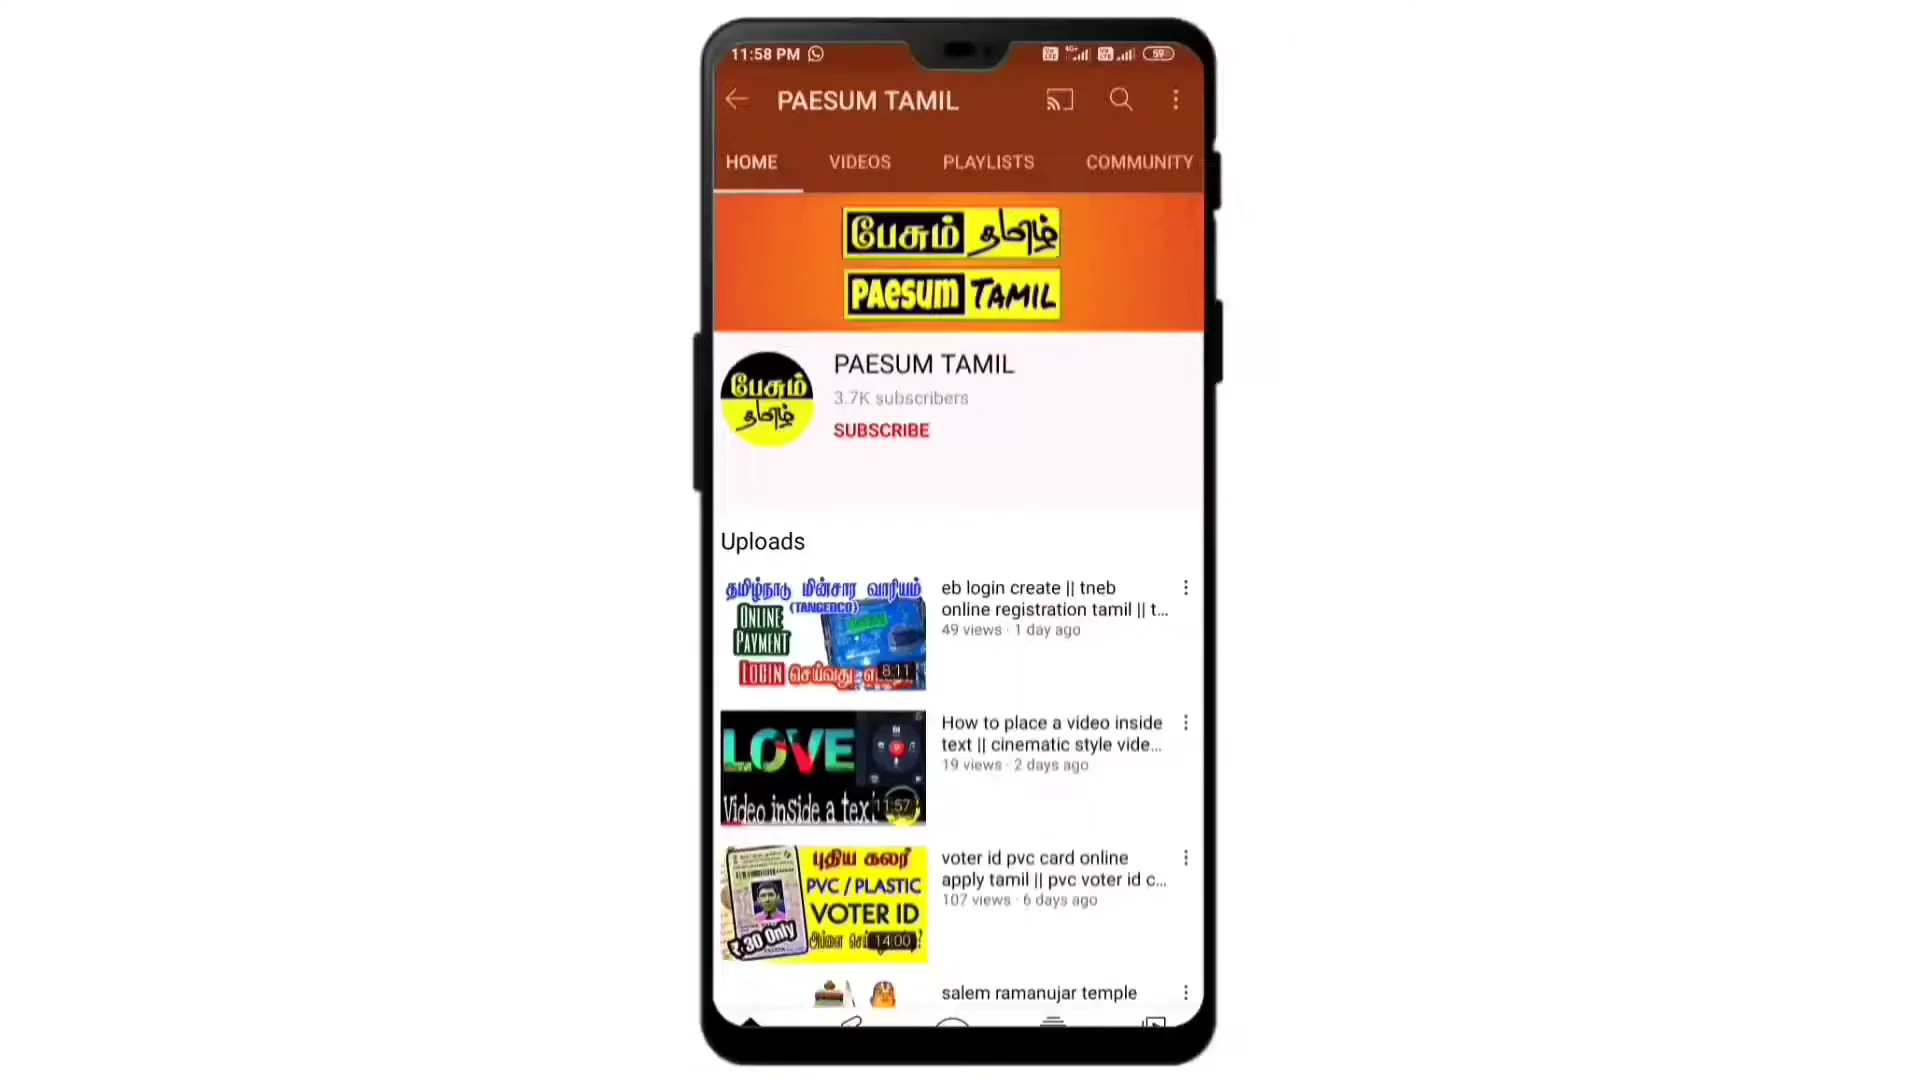 11:58 PM
4G+
59
PAESUM TAMIL
HOME VIDEOS PLAYLISTS COMMUNITY
பேசும் தமிழ்
PAesum TAMIL
பேசும்
தமிழ்
PAESUM TAMIL
3.7K subscribers
SUBSCRIBE
Uploads
தமிழ்நாடு மின்சார வாரியம்
(TANGEDCO)
ONLINE
PAYMENT
LOGIN செய்வது
8:11
eb login create || tneb
online registration tamil || t...
49 views · 1 day ago
LOVE
Video inside a text
11:57
How to place a video inside
text || cinematic style vide...
19 views · 2 days ago
புதிய கலரீ
PVC / PLASTIC
VOTER ID
₹.30 Only
14:00
voter id pvc card online
apply tamil || pvc voter id c...
107 views · 6 days ago
salem ramanujar temple